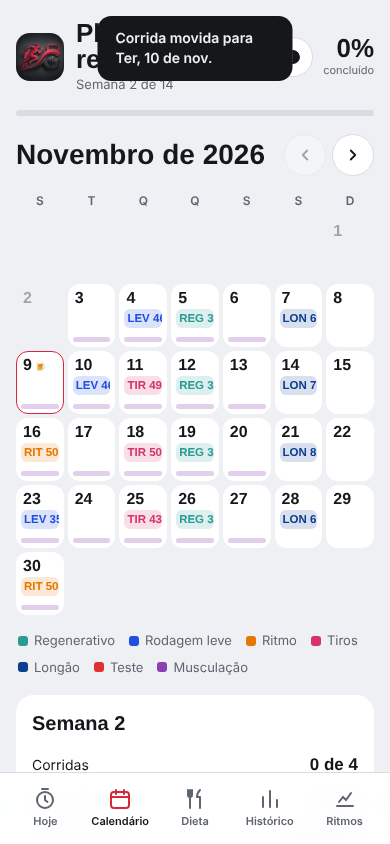 Corrida movida para
Ter, 10 de nov.
0%
concluído
Semana 2 de 14
Novembro de 2026
S T Q Q S S D
1
2 3 4 5 6 7 8
LEV 46 REG 3 LON 6
9 10 11 12 13 14 15
LEV 46 TIR 49 REG 3 LON 7
16 17 18 19 20 21 22
RIT 50 TIR 50 REG 3 LON 8
23 24 25 26 27 28 29
LEV 35 TIR 43 REG 3 LON 6
30
RIT 50
Regenerativo Rodagem leve Ritmo Tiros
Longão Teste Musculação
Semana 2
Corridas 0 de 4
Hoje Calendário Dieta Histórico Ritmos